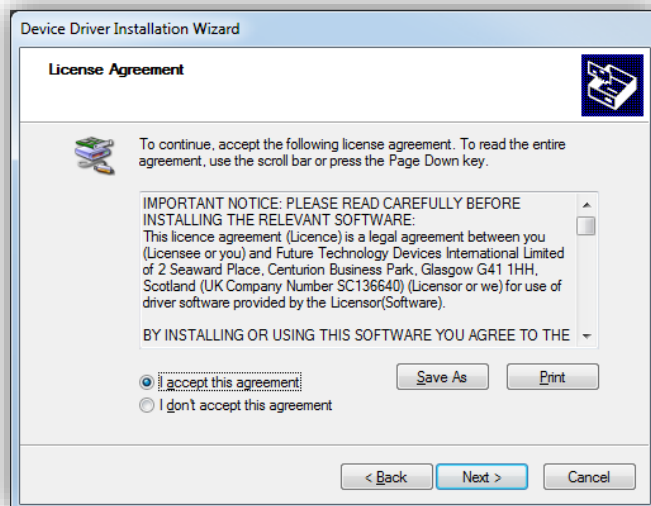 Device Driver Installation Wizard
License Agreement
To continue, accept the following license agreement. To read the entire
agreement, use the scroll bar or press the Page Down key.
IMPORTANT NOTICE: PLEASE READ CAREFULLY BEFORE
INSTALLING THE RELEVANT SOFTWARE:
This licence agreement (Licence) is a legal agreement between you
(Licensee or you) and Future Technology Devices International Limited
of 2 Seaward Place, Centurion Business Park, Glasgow G41 1HH,
Scotland (UK Company Number SC136640) (Licensor or we) for use of
driver software provided by the Licensor(Software).
BY INSTALLING OR USING THIS SOFTWARE YOU AGREE TO THE
I accept this agreement
Save As
Print
I don't accept this agreement
< Back
Next >
Cancel